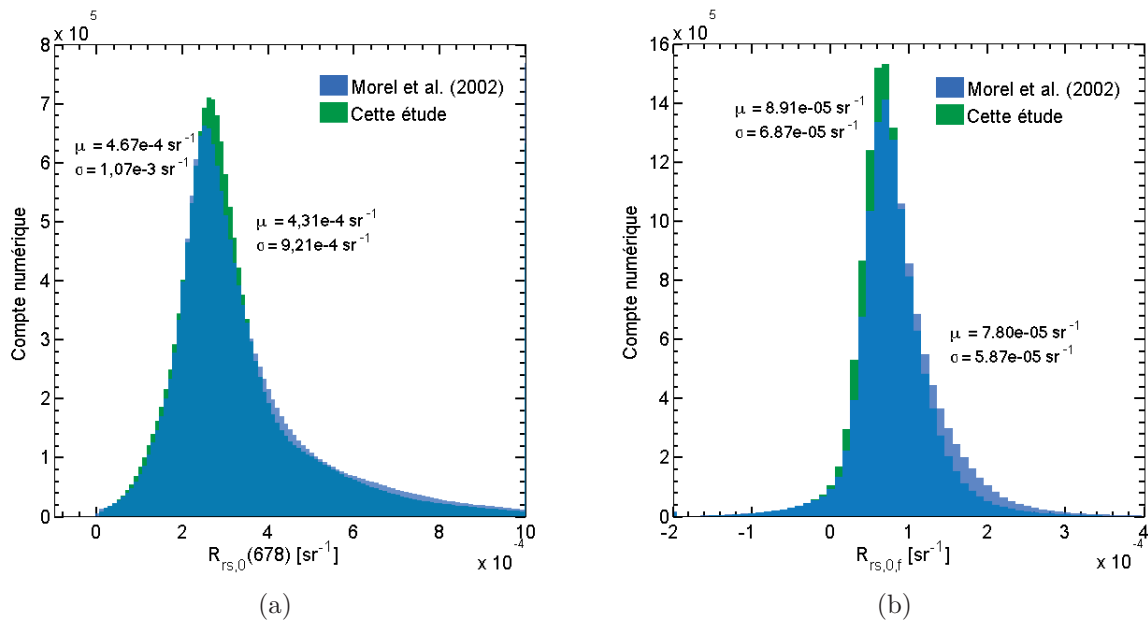 x 10 5
8
7
6
5
4
3
2
1
0
Compte numérique
Morel et al. (2002)
Cette étude
μ = 4.67e-4 sr-1
σ = 1,07e-3 sr-1
μ = 4,31e-4 sr-1
σ = 9,21e-4 sr-1
0 2 4 6 8 10
Rrs,0(678) [sr-1]
x 10 -4
(a)
x 10 5
16
14
12
10
8
6
4
2
0
Compte numérique
Morel et al. (2002)
Cette étude
μ = 8.91e-05 sr-1
σ = 6.87e-05 sr-1
μ = 7.80e-05 sr-1
σ = 5.87e-05 sr-1
-2 -1 0 1 2 3 4
Rrs,0,f [sr-1]
x 10 -4
(b)